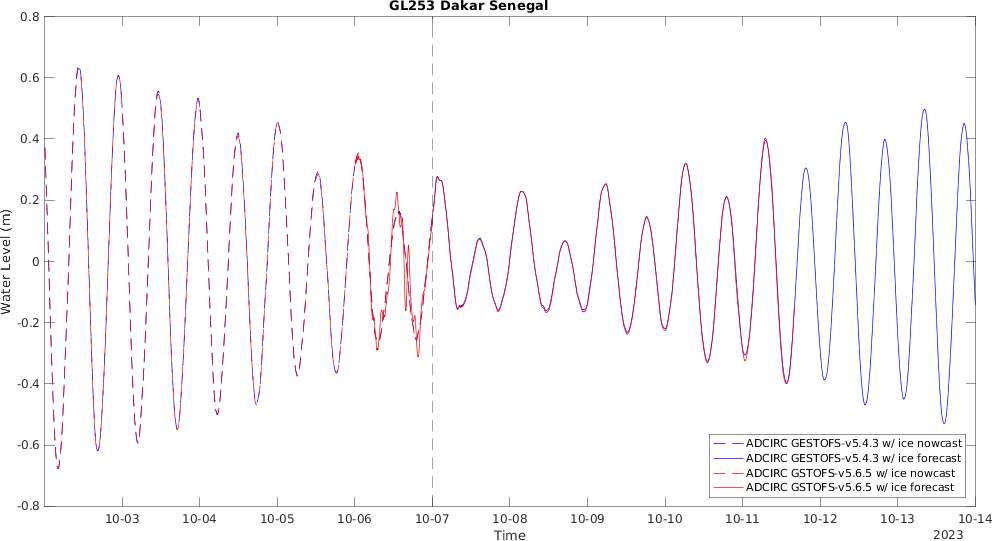 GL253 Dakar Senegal
0.8
0.6
0.4
0.2
0
-0.2
-0.4
-0.6
-0.8
Water Level (m)
ADCIRC GESTOFS-v5.4.3 w/ ice nowcast
ADCIRC GESTOFS-v5.4.3 w/ ice forecast
ADCIRC GSTOFS-v5.6.5 w/ ice nowcast
ADCIRC GSTOFS-v5.6.5 w/ ice forecast
10-03 10-04 10-05 10-06 10-07 10-08 10-09 10-10 10-11 10-12 10-13 10-14
Time
2023